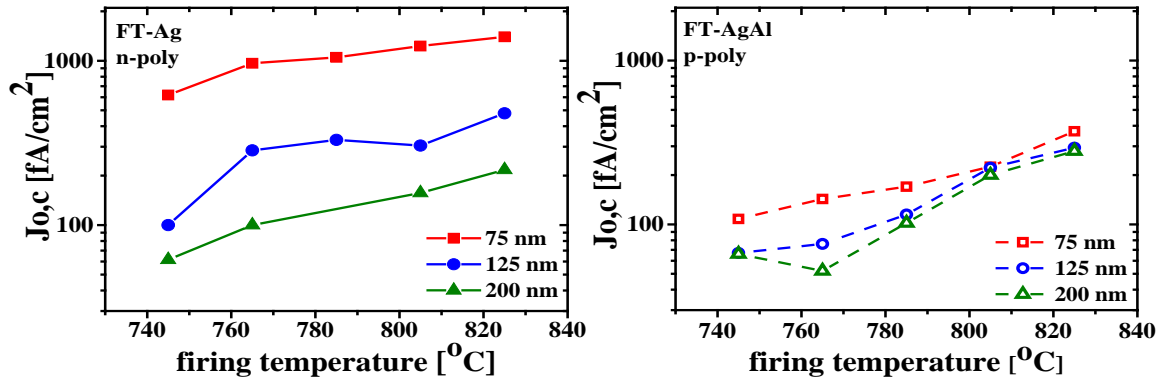 FT-Ag
n-poly
Jo,c [fA/cm²]
1000
100
75 nm
125 nm
200 nm
740 760 780 800 820 840
firing temperature [°C]
FT-AgAl
p-poly
Jo,c [fA/cm²]
1000
100
75 nm
125 nm
200 nm
740 760 780 800 820 840
firing temperature [°C]